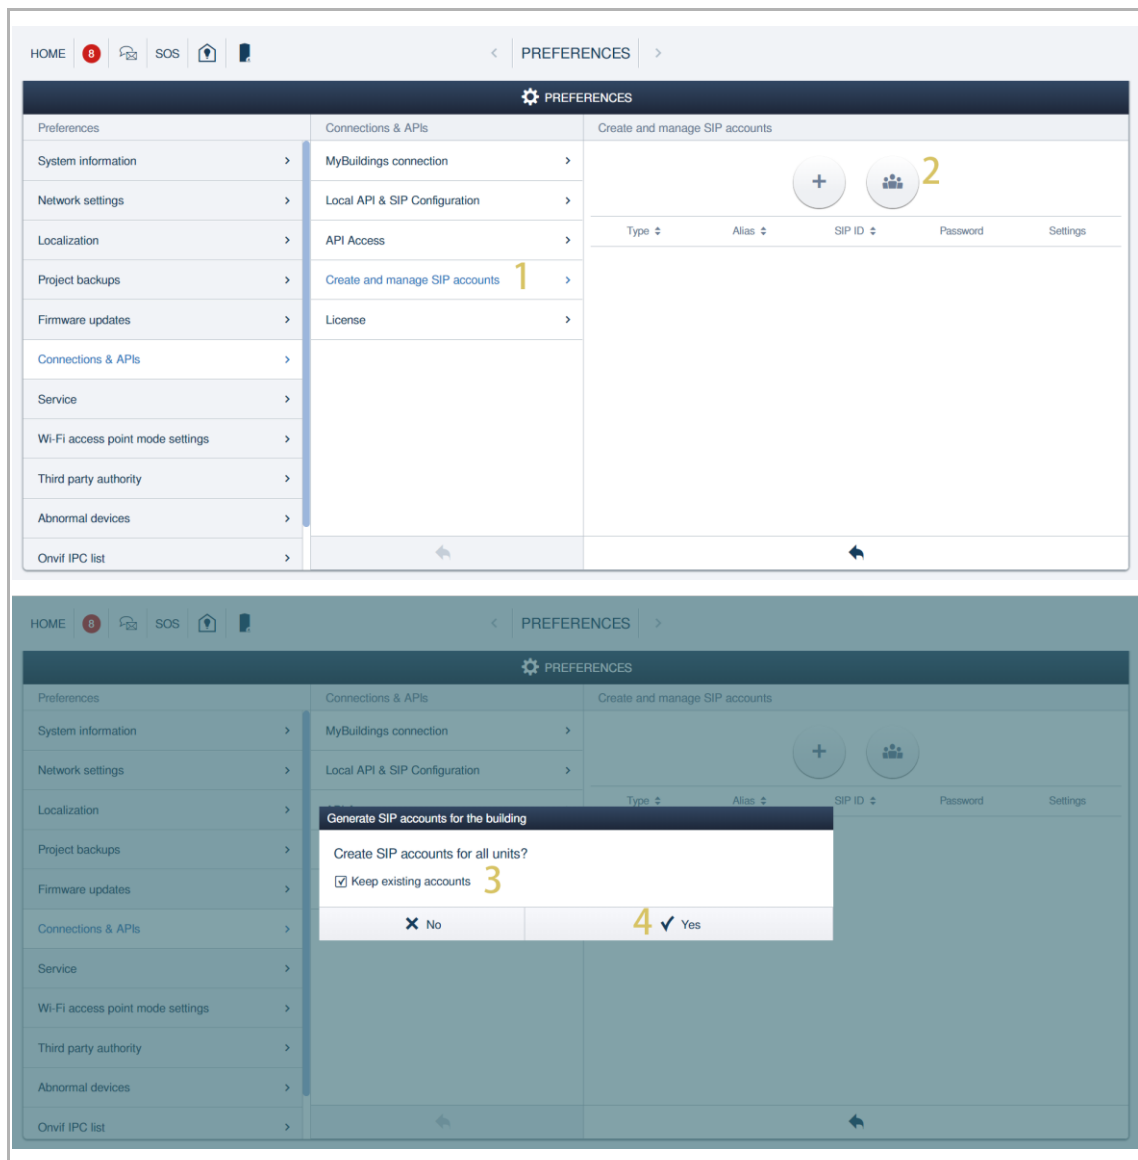 HOME 8 SOS < PREFERENCES >
PREFERENCES
Preferences Connections & APIs Create and manage SIP accounts
System information > MyBuildings connection >
+ 2
Network settings > Local API & SIP Configuration >
Type Alias SIP ID Password Settings
Localization > API Access >
Project backups > Create and manage SIP accounts 1 >
Firmware updates > License >
Connections & APIs >
Service >
Wi-Fi access point mode settings >
Third party authority >
Abnormal devices >
Onvif IPC list >
HOME 8 SOS < PREFERENCES >
PREFERENCES
Preferences Connections & APIs Create and manage SIP accounts
System information > MyBuildings connection >
+
Network settings > Local API & SIP Configuration >
Type Alias SIP ID Password Settings
Localization >
Generate SIP accounts for the building
Project backups > Create SIP accounts for all units?
Firmware updates > Keep existing accounts 3
Connections & APIs > No 4 Yes
Service >
Wi-Fi access point mode settings >
Third party authority >
Abnormal devices >
Onvif IPC list >